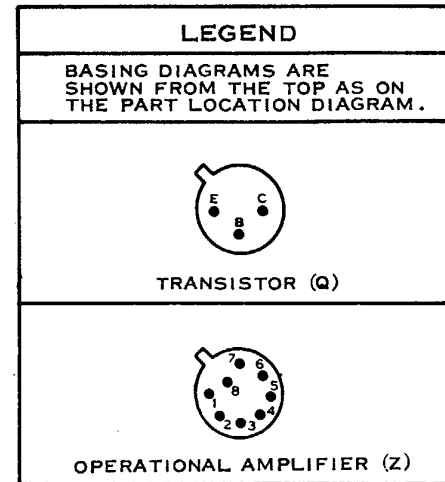 LEGEND
BASING DIAGRAMS ARE
SHOWN FROM THE TOP AS ON
THE PART LOCATION DIAGRAM.
E C
B
TRANSISTOR (Q)
7
6
8
5
1
4
2 3
OPERATIONAL AMPLIFIER (Z)